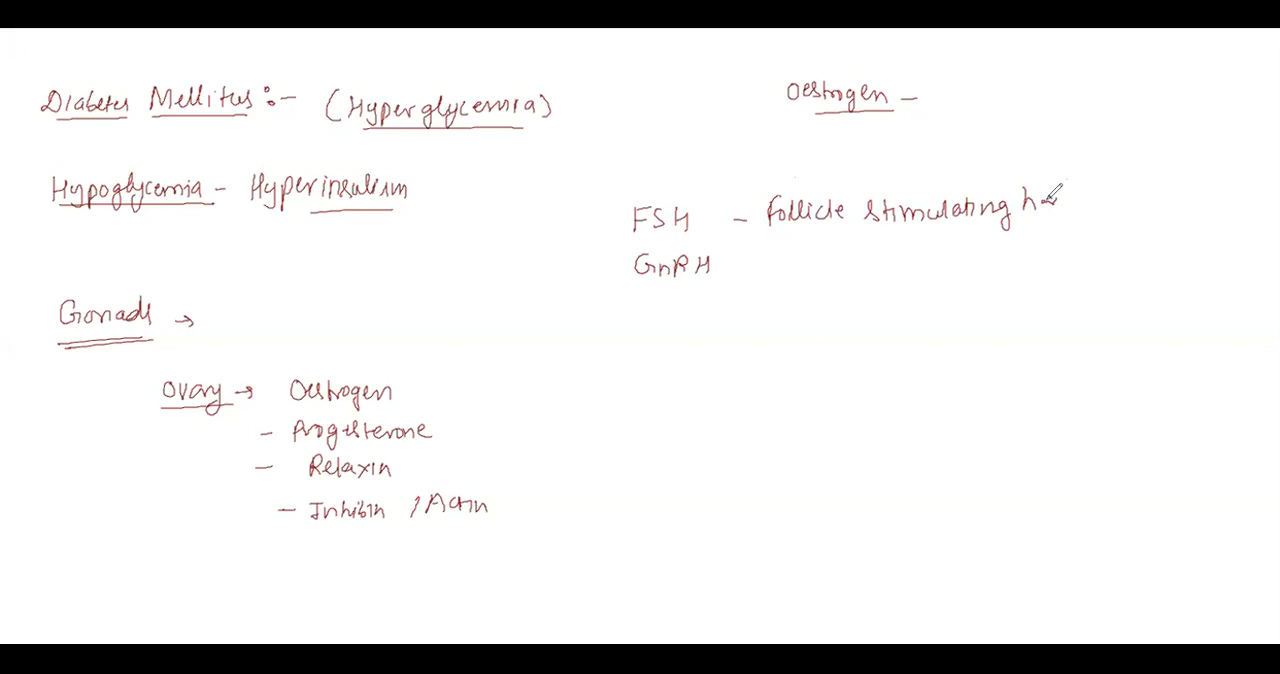 Diabetes Mellitus :- (Hyperglycemia)
Hypoglycemia - Hyperinsulism
Gonads →
Ovary → Oestrogen
- Progesterone
- Relaxin
- Inhibin / Actin
Oestrogen -
FSH - Follicle stimulating h
GnRH